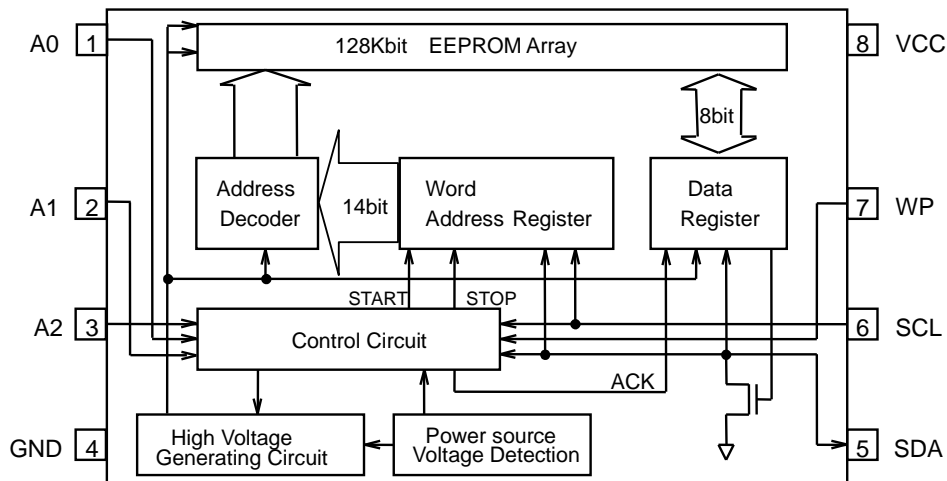 A0 1
128Kbit EEPROM Array
8 VCC
8bit
A1 2
Address
Decoder
14bit
Word
Address Register
Data
Register
7 WP
START
STOP
A2 3
Control Circuit
6 SCL
ACK
GND 4
High Voltage
Generating Circuit
Power source
Voltage Detection
5 SDA